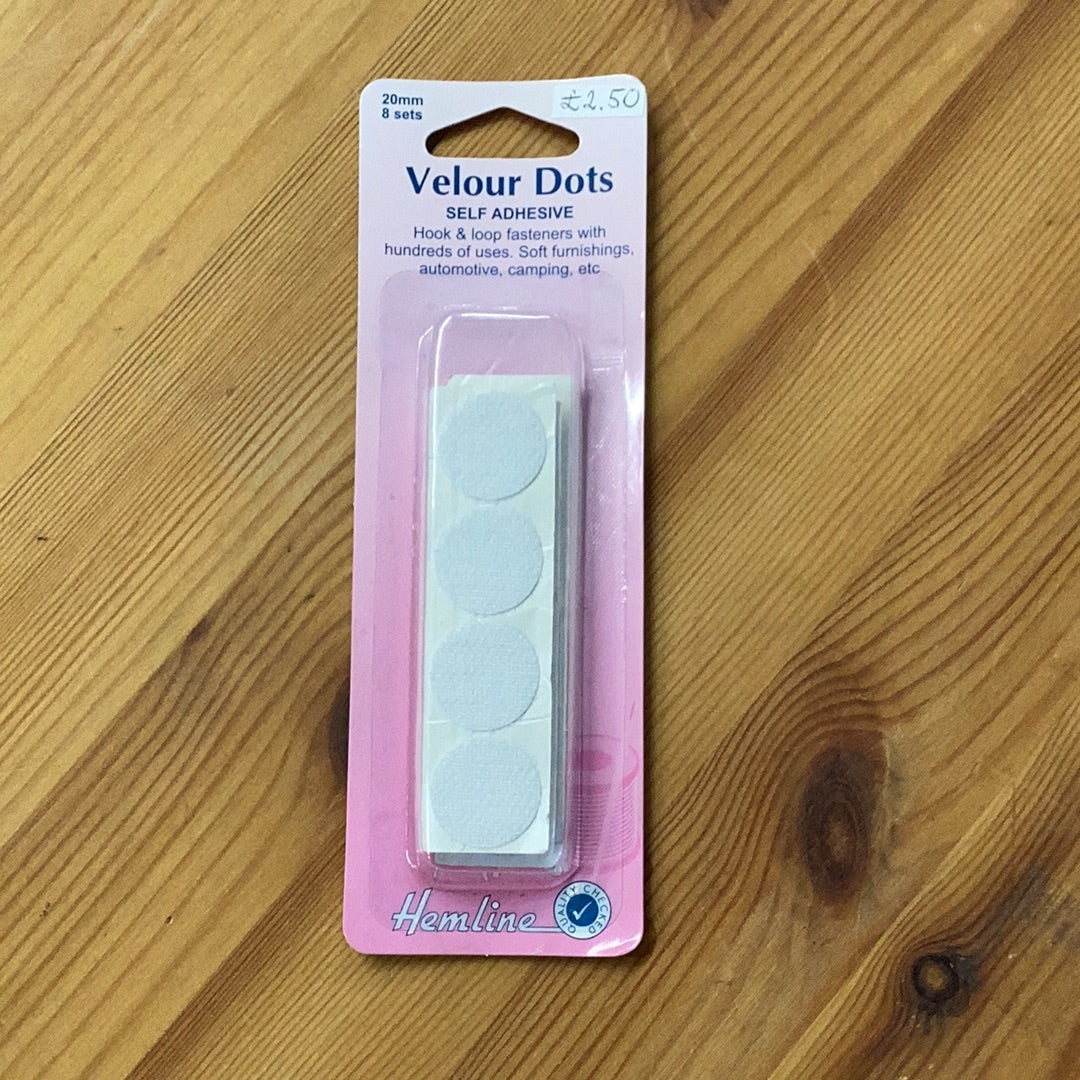 20mm
8 sets
£2.50
Velour Dots
SELF ADHESIVE
Hook & loop fasteners with
hundreds of uses. Soft furnishings,
automotive, camping, etc
Hemline
QUALITY CHECKED